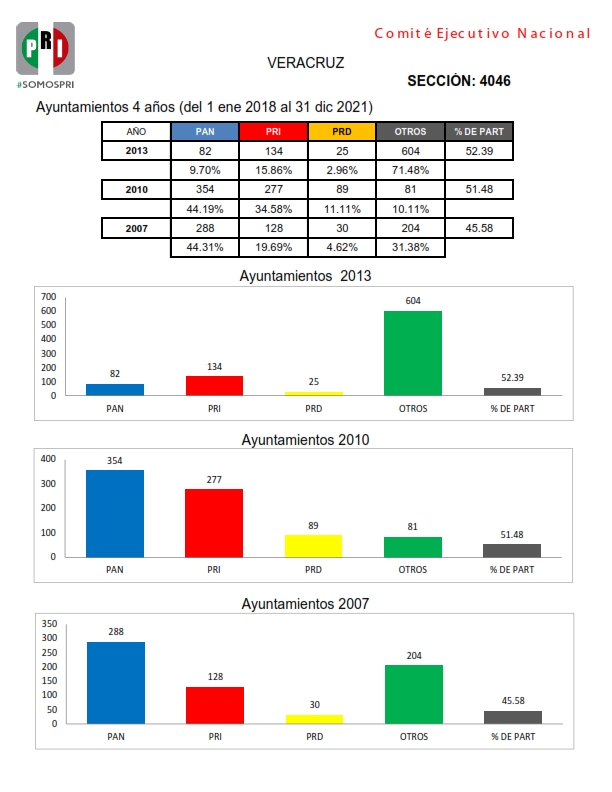 Comité Ejecutivo Nacional
PRI
#SOMOSPRI
VERACRUZ
SECCIÓN: 4046
Ayuntamientos 4 años (del 1 ene 2018 al 31 dic 2021)
AÑO PAN PRI PRD OTROS % DE PART
2013 82 134 25 604 52.39
9.70% 15.86% 2.96% 71.48%
2010 354 277 89 81 51.48
44.19% 34.58% 11.11% 10.11%
2007 288 128 30 204 45.58
44.31% 19.69% 4.62% 31.38%
Ayuntamientos 2013
700
600
500
400
300
200
100
0
82 134 25 604 52.39
PAN PRI PRD OTROS % DE PART
Ayuntamientos 2010
400
300
200
100
0
354 277 89 81 51.48
PAN PRI PRD OTROS % DE PART
Ayuntamientos 2007
350
300
250
200
150
100
50
0
288 128 30 204 45.58
PAN PRI PRD OTROS % DE PART